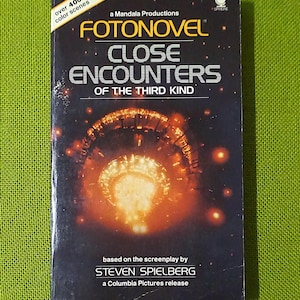 over 400
color scenes
a Mandala Productions
FOTONOVEL
CLOSE
ENCOUNTERS
OF THE THIRD KIND
based on the screenplay by
STEVEN SPIELBERG
a Columbia Pictures release